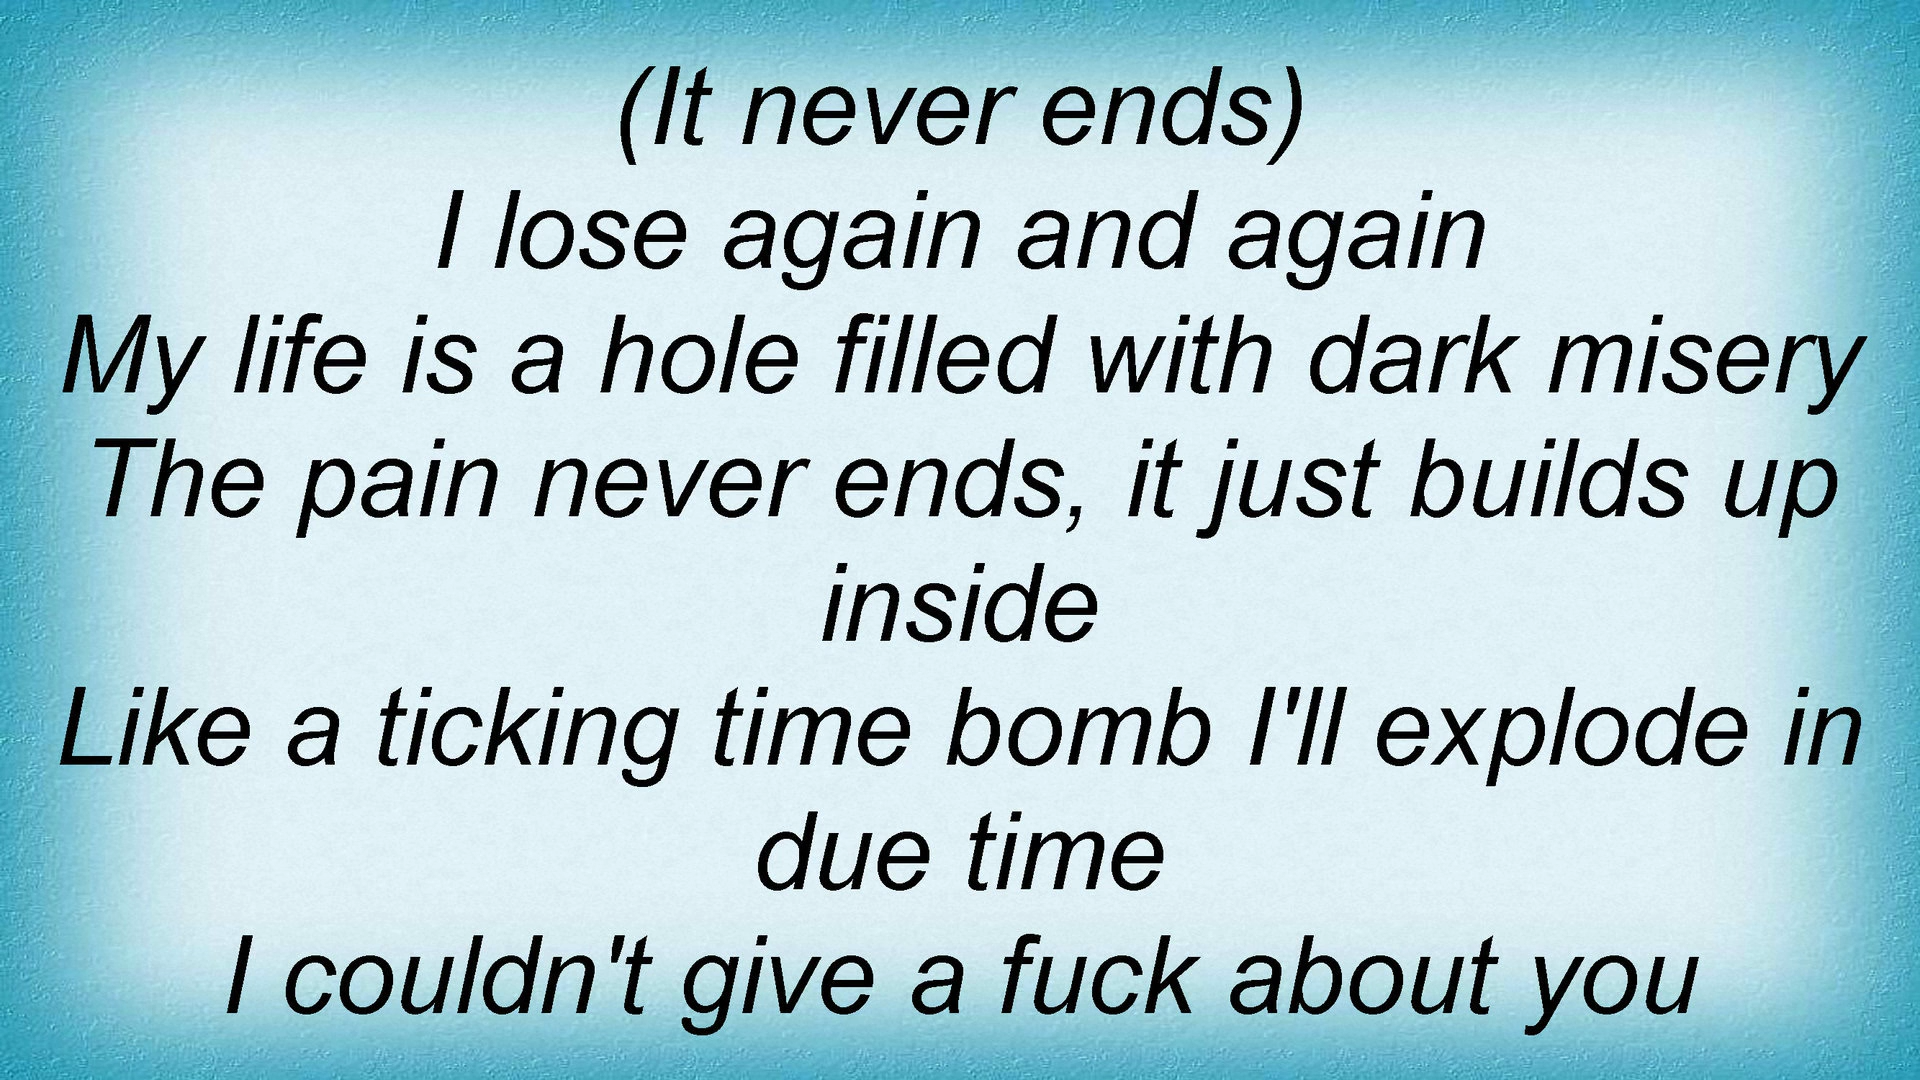 (It never ends)
I lose again and again
My life is a hole filled with dark misery
The pain never ends, it just builds up
inside
Like a ticking time bomb I'll explode in
due time
I couldn't give a fuck about you